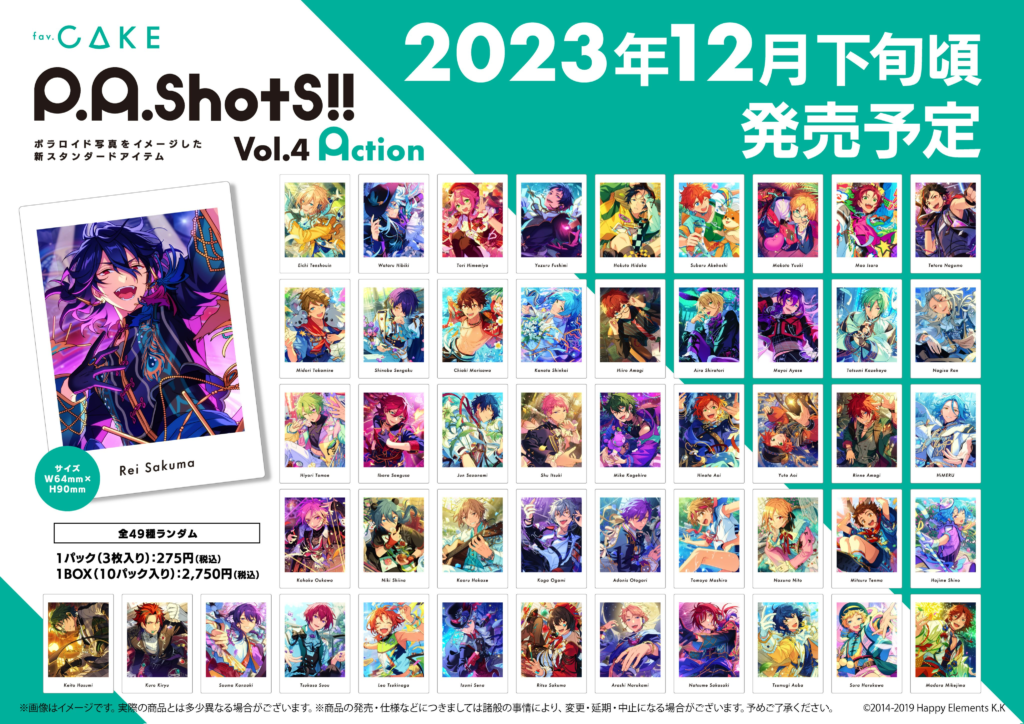 fav. CAKE
P.A.ShotS!!
ポラロイド写真をイメージした
新スタンダードアイテム
Vol.4 Action
2023年12月下旬頃
発売予定
Rei Sakuma
サイズ
W64mm×
H90mm
全49種ランダム
1パック(3枚入り):275円(税込)
1BOX(10パック入り):2,750円(税込)
Eichi Tenshouin
Wataru Hibiki
Tori Himemiya
Yuzuru Fushimi
Hokuto Hidaka
Subaru Akehoshi
Makoto Yuuki
Mao Isara
Tetora Nagumo
Midori Takamine
Shinobu Sengoku
Chiaki Morisawa
Kanata Shinkai
Hiiro Amagi
Aira Shiratori
Mayoi Ayase
Tatsumi Kazehaya
Nagisa Ran
Hiyori Tomoe
Ibara Saegusa
Jun Sazanami
Shu Itsuki
Mika Kagehira
Hinata Aoi
Yuta Aoi
Rinne Amagi
HiMERU
Kohaku Oukawa
Niki Shiina
Kaoru Hakaze
Koga Ogami
Adonis Otogari
Tomoya Mashiro
Nazuna Nito
Mitsuru Tenma
Hajime Shino
Keito Hasumi
Kuro Kiryu
Souma Kanzaki
Tsukasa Suou
Leo Tsukinaga
Izumi Sena
Ritsu Sakuma
Arashi Narukami
Natsume Sakasaki
Tsumugi Aoba
Sora Harukawa
Madara Mikejima
※画像はイメージです。実際の商品とは多少異なる場合がございます。※商品の発売・仕様などにつきましては諸般の事情により、変更・延期・中止になる場合がございます。予めご了承ください。
©2014-2019 Happy Elements K.K